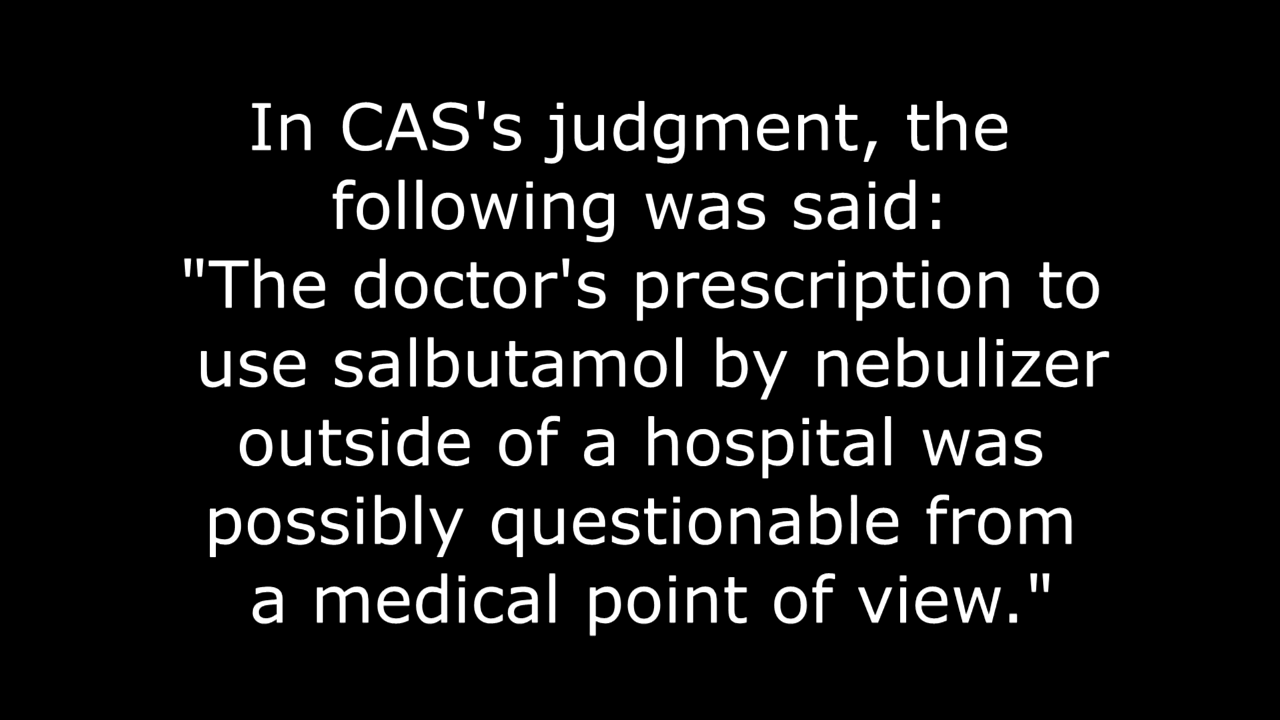 In CAS's judgment, the
following was said:
"The doctor's prescription to
use salbutamol by nebulizer
outside of a hospital was
possibly questionable from
a medical point of view."